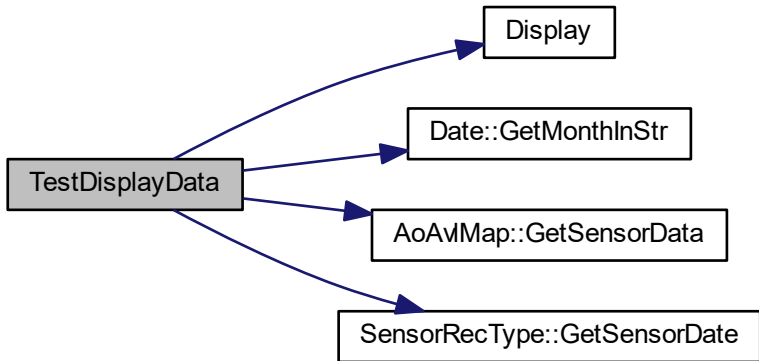 Display
Date::GetMonthInStr
TestDisplayData
AoAvlMap::GetSensorData
SensorRecType::GetSensorDate